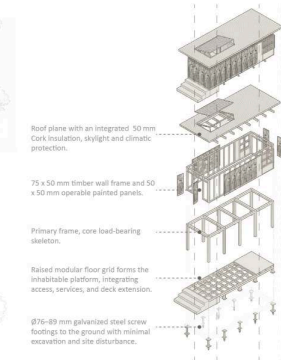 Roof plane with an integrated 50 mm
Cork insulation, skylight and climatic
protection.
75 x 50 mm timber wall frame and 50
x 50 mm operable painted panels.
Primary frame, core load-bearing
skeleton.
Raised modular floor grid forms the
inhabitable platform, integrating
access, services, and deck extension.
Ø76–89 mm galvanized steel screw
footings to the ground with minimal
excavation and site disturbance.